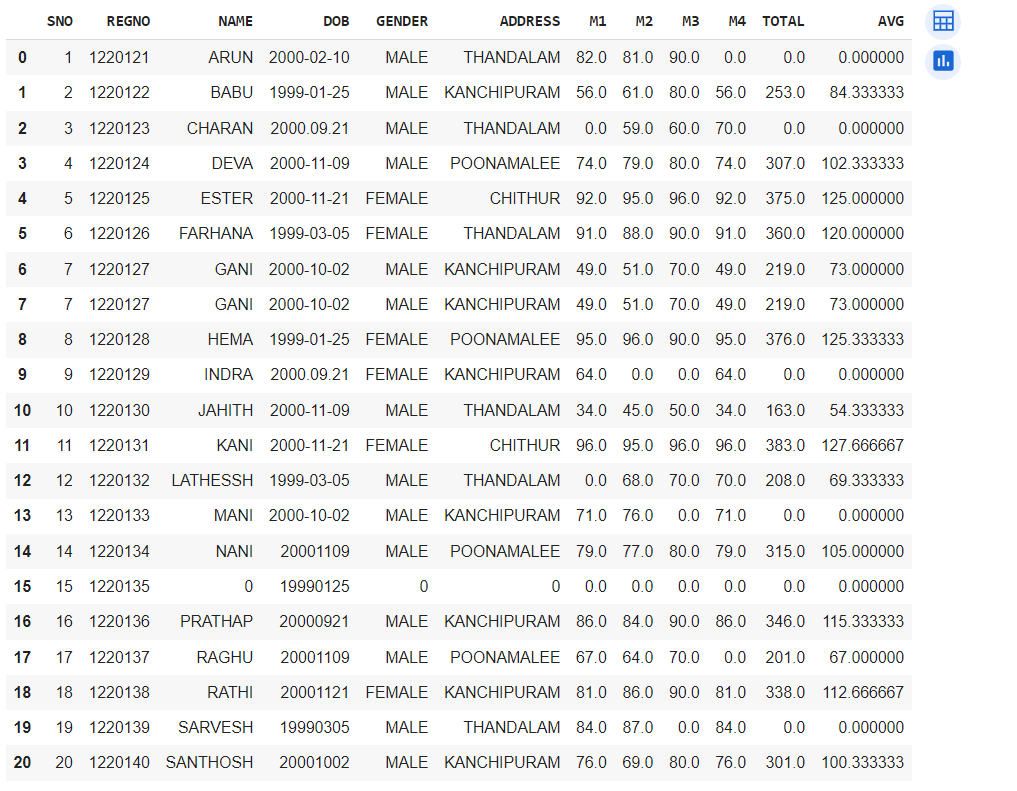 SNO REGNO NAME DOB GENDER ADDRESS M1 M2 M3 M4 TOTAL AVG
0 1 1220121 ARUN 2000-02-10 MALE THANDALAM 82.0 81.0 90.0 0.0 0.0 0.000000
1 2 1220122 BABU 1999-01-25 MALE KANCHIPURAM 56.0 61.0 80.0 56.0 253.0 84.333333
2 3 1220123 CHARAN 2000.09.21 MALE THANDALAM 0.0 59.0 60.0 70.0 0.0 0.000000
3 4 1220124 DEVA 2000-11-09 MALE POONAMALEE 74.0 79.0 80.0 74.0 307.0 102.333333
4 5 1220125 ESTER 2000-11-21 FEMALE CHITHUR 92.0 95.0 96.0 92.0 375.0 125.000000
5 6 1220126 FARHANA 1999-03-05 FEMALE THANDALAM 91.0 88.0 90.0 91.0 360.0 120.000000
6 7 1220127 GANI 2000-10-02 MALE KANCHIPURAM 49.0 51.0 70.0 49.0 219.0 73.000000
7 7 1220127 GANI 2000-10-02 MALE KANCHIPURAM 49.0 51.0 70.0 49.0 219.0 73.000000
8 8 1220128 HEMA 1999-01-25 FEMALE POONAMALEE 95.0 96.0 90.0 95.0 376.0 125.333333
9 9 1220129 INDRA 2000.09.21 FEMALE KANCHIPURAM 64.0 0.0 0.0 64.0 0.0 0.000000
10 10 1220130 JAHITH 2000-11-09 MALE THANDALAM 34.0 45.0 50.0 34.0 163.0 54.333333
11 11 1220131 KANI 2000-11-21 FEMALE CHITHUR 96.0 95.0 96.0 96.0 383.0 127.666667
12 12 1220132 LATHESSH 1999-03-05 MALE THANDALAM 0.0 68.0 70.0 70.0 208.0 69.333333
13 13 1220133 MANI 2000-10-02 MALE KANCHIPURAM 71.0 76.0 0.0 71.0 0.0 0.000000
14 14 1220134 NANI 20001109 MALE POONAMALEE 79.0 77.0 80.0 79.0 315.0 105.000000
15 15 1220135 0 19990125 0 0 0.0 0.0 0.0 0.0 0.0 0.000000
16 16 1220136 PRATHAP 20000921 MALE KANCHIPURAM 86.0 84.0 90.0 86.0 346.0 115.333333
17 17 1220137 RAGHU 20001109 MALE POONAMALEE 67.0 64.0 70.0 0.0 201.0 67.000000
18 18 1220138 RATHI 20001121 FEMALE KANCHIPURAM 81.0 86.0 90.0 81.0 338.0 112.666667
19 19 1220139 SARVESH 19990305 MALE THANDALAM 84.0 87.0 0.0 84.0 0.0 0.000000
20 20 1220140 SANTHOSH 20001002 MALE KANCHIPURAM 76.0 69.0 80.0 76.0 301.0 100.333333